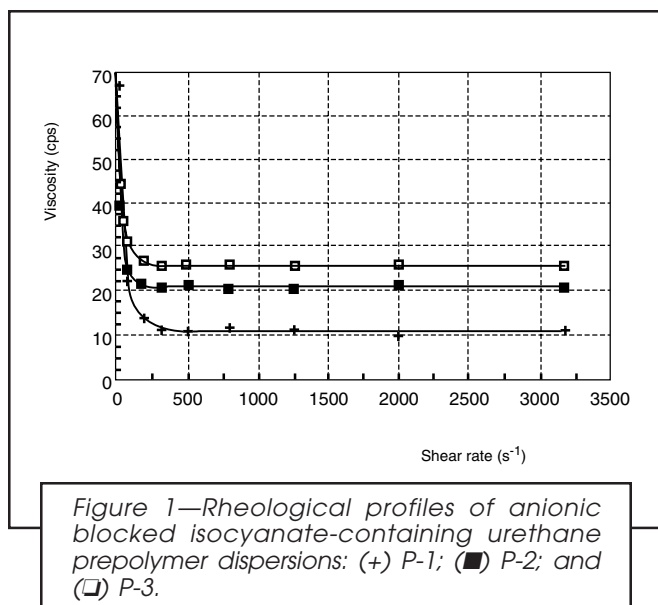 70
60
50
40
30
20
10
0
Viscosity (cps)
0 500 1000 1500 2000 2500 3000 3500
Shear rate (s-1)
Figure 1—Rheological profiles of anionic
blocked isocyanate-containing urethane
prepolymer dispersions: (+) P-1; (■) P-2; and
(❑) P-3.